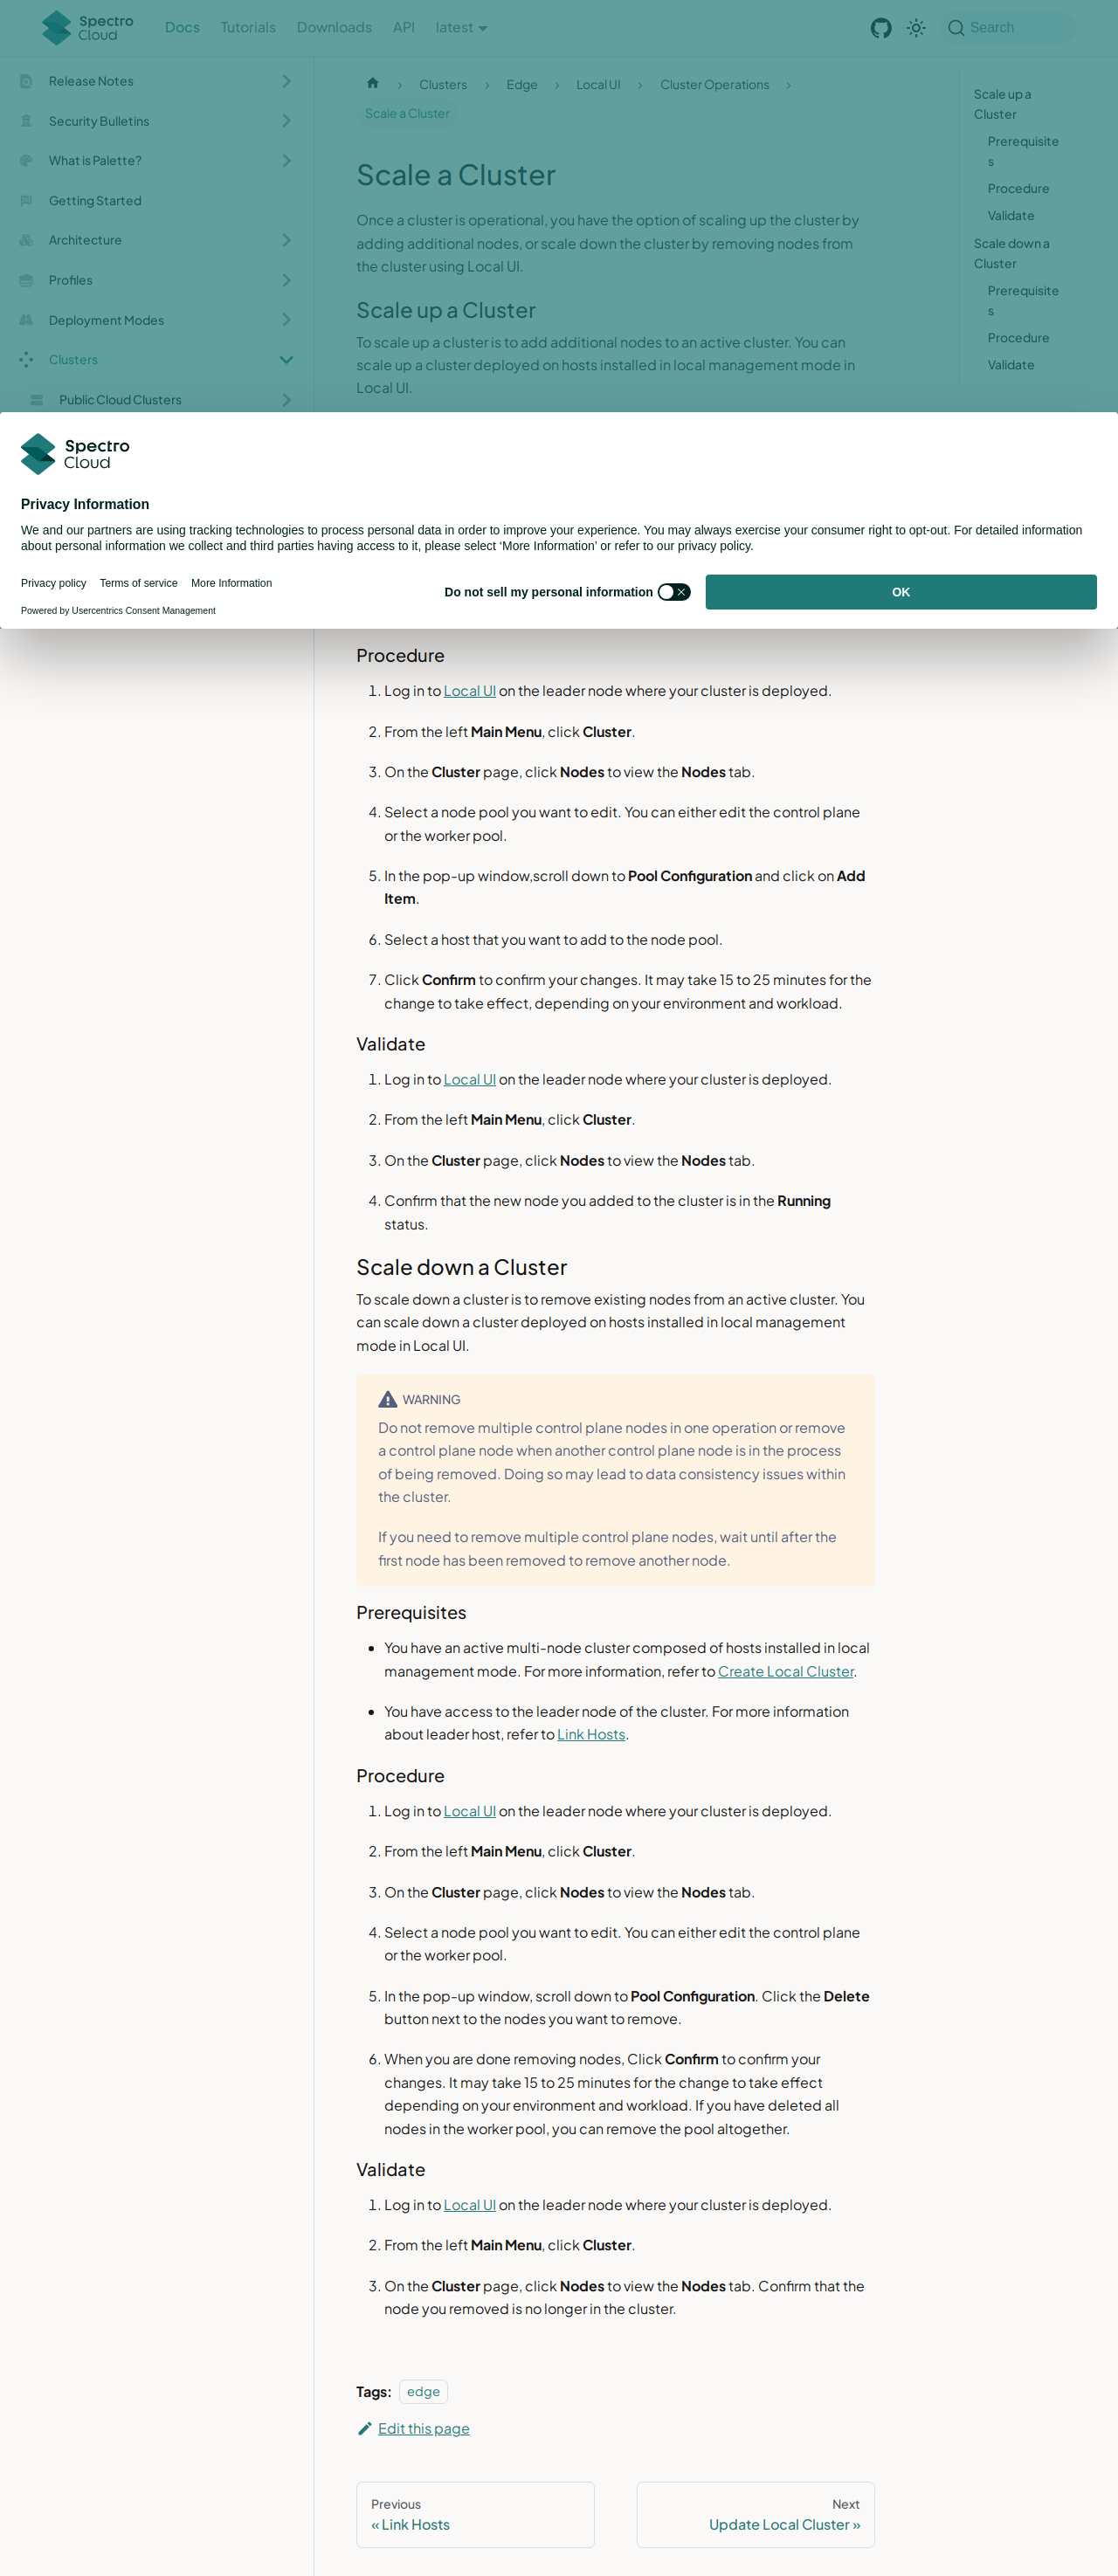 Spectro Cloud
Docs
Tutorials
Downloads
API
latest
Search
Release Notes
Security Bulletins
What is Palette?
Getting Started
Architecture
Profiles
Deployment Modes
Clusters
Public Cloud Clusters
Clusters
Edge
Local UI
Cluster Operations
Scale a Cluster
Scale a Cluster
Once a cluster is operational, you have the option of scaling up the cluster by
adding additional nodes, or scale down the cluster by removing nodes from
the cluster using Local UI.
Scale up a Cluster
To scale up a cluster is to add additional nodes to an active cluster. You can
scale up a cluster deployed on hosts installed in local management mode in
Local UI.
Scale up a
Cluster
Prerequisite
s
Procedure
Validate
Scale down a
Cluster
Prerequisite
s
Procedure
Validate
Spectro
Cloud
Privacy Information
We and our partners are using tracking technologies to process personal data in order to improve your experience. You may always exercise your consumer right to opt-out. For detailed information
about personal information we collect and third parties having access to it, please select ‘More Information’ or refer to our privacy policy.
Privacy policy
Terms of service
More Information
Powered by Usercentrics Consent Management
Do not sell my personal information
OK
Procedure
1. Log in to Local UI on the leader node where your cluster is deployed.
2. From the left Main Menu, click Cluster.
3. On the Cluster page, click Nodes to view the Nodes tab.
4. Select a node pool you want to edit. You can either edit the control plane
or the worker pool.
5. In the pop-up window,scroll down to Pool Configuration and click on Add
Item.
6. Select a host that you want to add to the node pool.
7. Click Confirm to confirm your changes. It may take 15 to 25 minutes for the
change to take effect, depending on your environment and workload.
Validate
1. Log in to Local UI on the leader node where your cluster is deployed.
2. From the left Main Menu, click Cluster.
3. On the Cluster page, click Nodes to view the Nodes tab.
4. Confirm that the new node you added to the cluster is in the Running
status.
Scale down a Cluster
To scale down a cluster is to remove existing nodes from an active cluster. You
can scale down a cluster deployed on hosts installed in local management
mode in Local UI.
WARNING
Do not remove multiple control plane nodes in one operation or remove
a control plane node when another control plane node is in the process
of being removed. Doing so may lead to data consistency issues within
the cluster.
If you need to remove multiple control plane nodes, wait until after the
first node has been removed to remove another node.
Prerequisites
• You have an active multi-node cluster composed of hosts installed in local
management mode. For more information, refer to Create Local Cluster.
• You have access to the leader node of the cluster. For more information
about leader host, refer to Link Hosts.
Procedure
1. Log in to Local UI on the leader node where your cluster is deployed.
2. From the left Main Menu, click Cluster.
3. On the Cluster page, click Nodes to view the Nodes tab.
4. Select a node pool you want to edit. You can either edit the control plane
or the worker pool.
5. In the pop-up window, scroll down to Pool Configuration. Click the Delete
button next to the nodes you want to remove.
6. When you are done removing nodes, Click Confirm to confirm your
changes. It may take 15 to 25 minutes for the change to take effect
depending on your environment and workload. If you have deleted all
nodes in the worker pool, you can remove the pool altogether.
Validate
1. Log in to Local UI on the leader node where your cluster is deployed.
2. From the left Main Menu, click Cluster.
3. On the Cluster page, click Nodes to view the Nodes tab. Confirm that the
node you removed is no longer in the cluster.
Tags: edge
Edit this page
Previous
« Link Hosts
Next
Update Local Cluster »